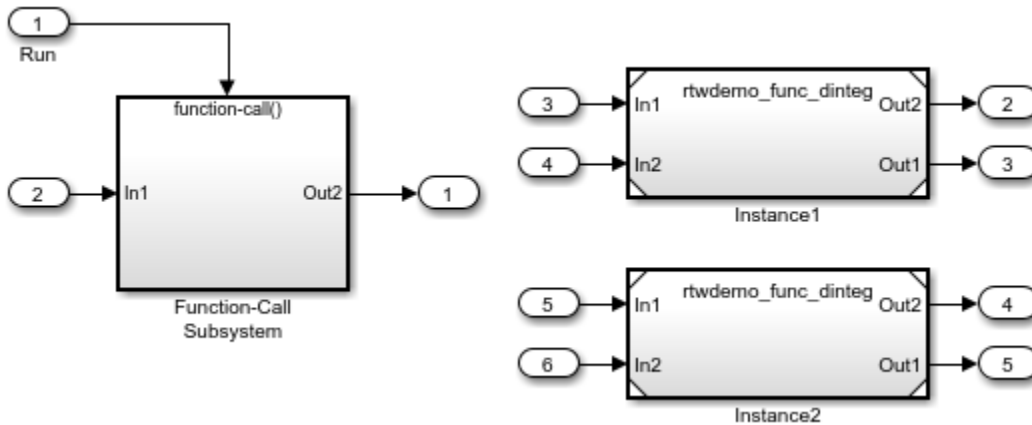 1
Run
function-call()
2
In1
Out2
1
Function-Call
Subsystem
rtwdemo_func_dinteg
3
In1
Out2
2
4
In2
Out1
3
Instance1
rtwdemo_func_dinteg
5
In1
Out2
4
6
In2
Out1
5
Instance2